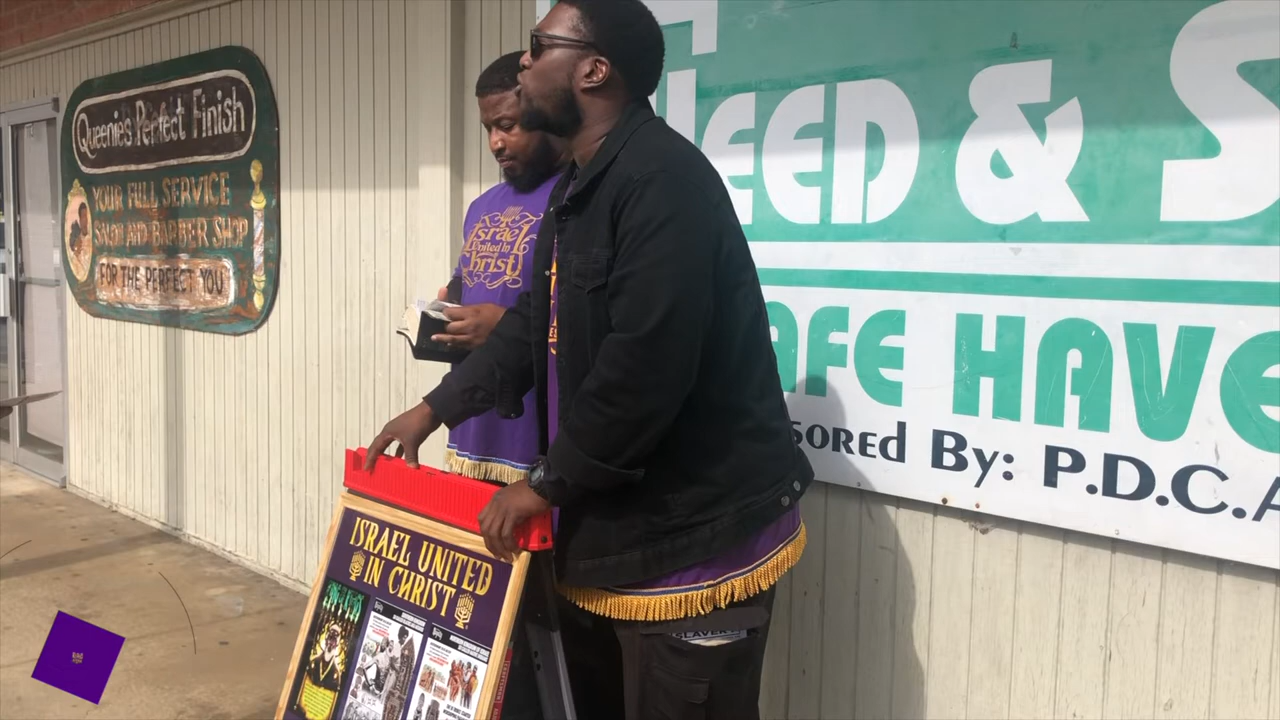 Queenie's Perfect Finish
YOUR FULL SERVICE
SALON AND BARBER SHOP
FOR THE PERFECT YOU
Israel
United In
Christ
EED & S
AFE HAVE
SORED By: P.D.C.A
ISRAEL UNITED
IN CHRIST
SLAVERY